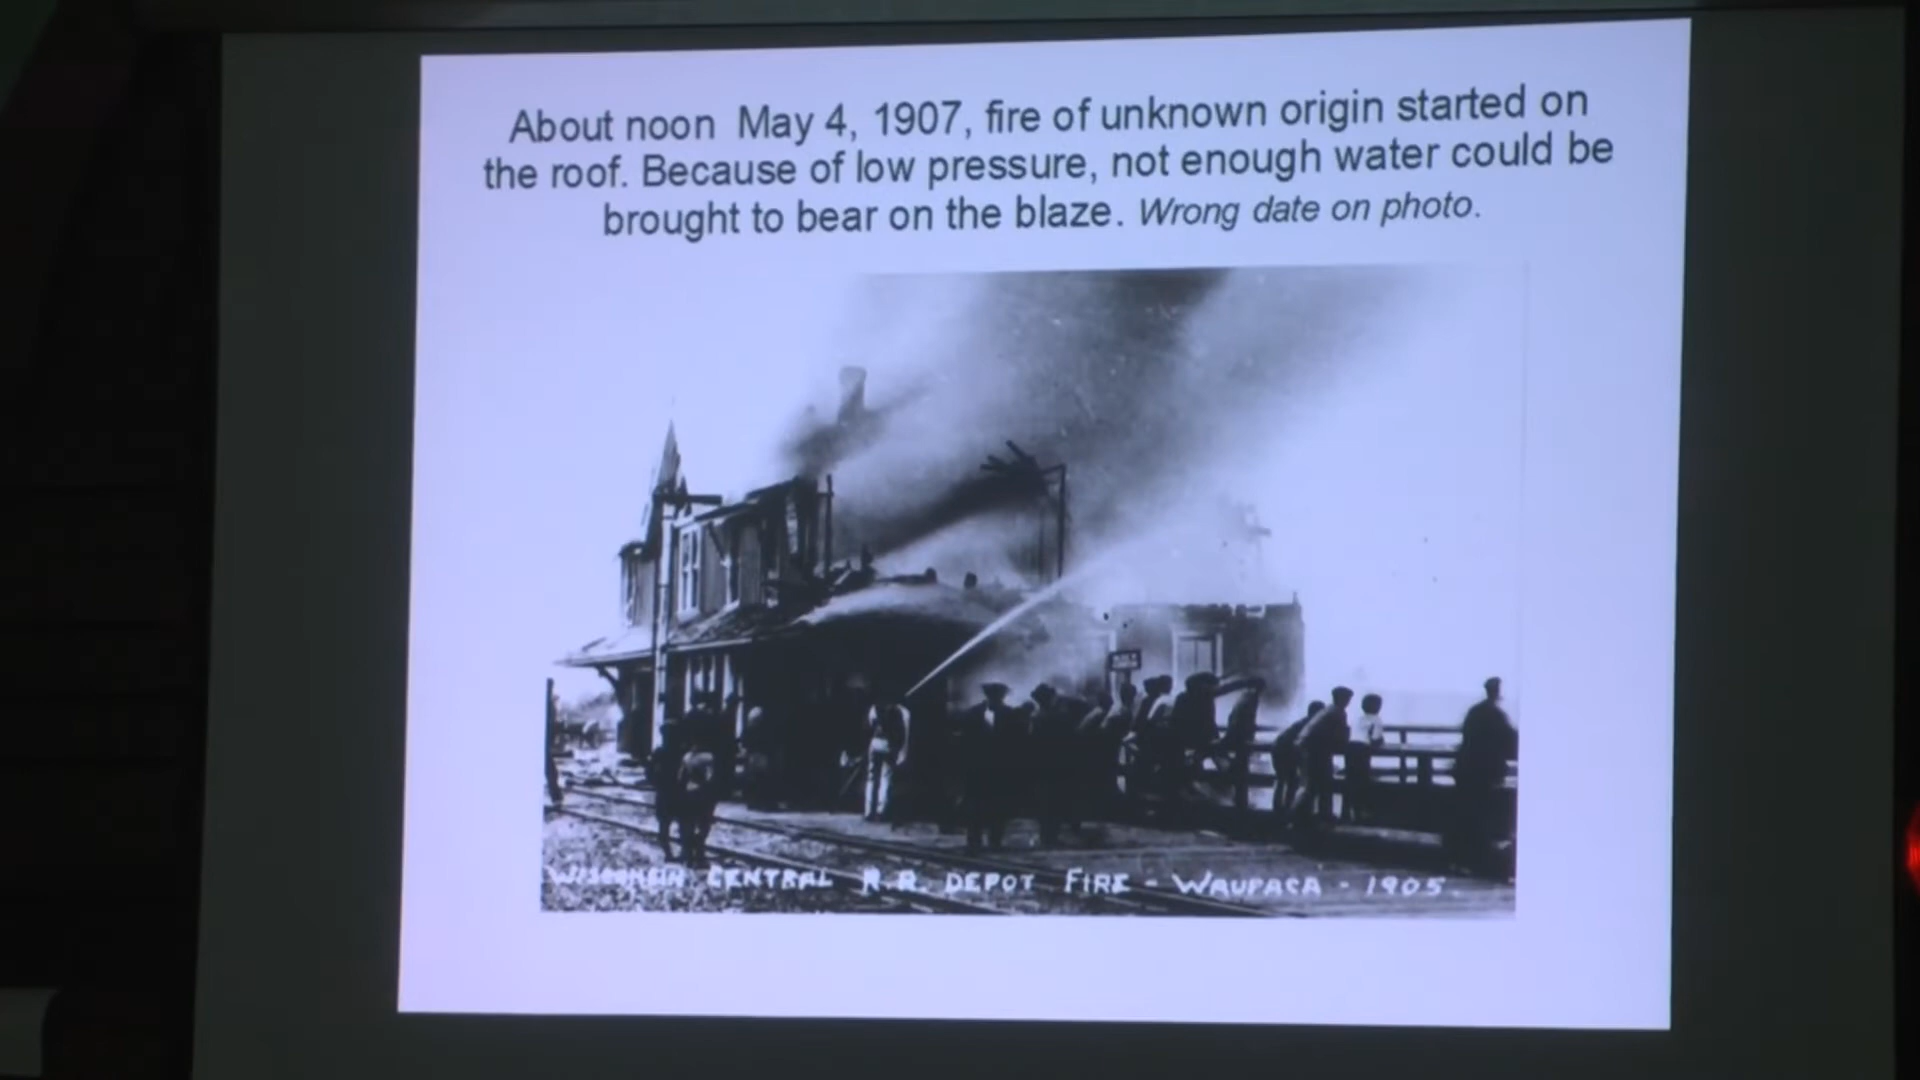 About noon May 4, 1907, fire of unknown origin started on
the roof. Because of low pressure, not enough water could be
brought to bear on the blaze. Wrong date on photo.
WISCONSIN CENTRAL R.R. DEPOT FIRE - WAUPACA - 1905.